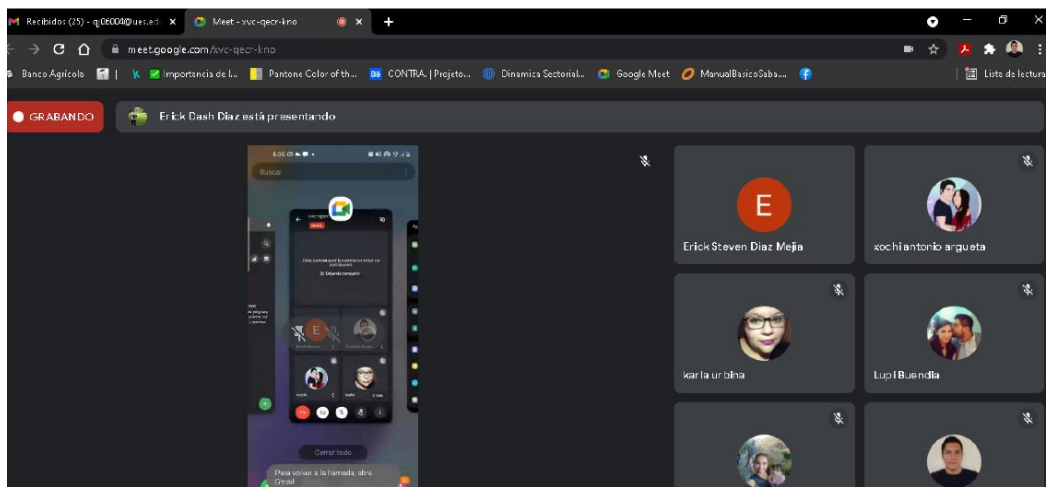 Recibidos (25) - qj06004@ues.ed
Meet - xvc-qecr-kno
meet.google.com/xvc-qecr-kno
Banco Agrícola
Importancia de l...
Pantone Color of th...
CONTRA. | Projeto...
Dinamica Sectorial...
Google Meet
ManualBasicoSaba...
Lista de lectura
GRABANDO
Erick Dash Diaz está presentando
Buscar
Cerrar todo
Para volver a la llamada, abre
Gmail
E
Erick Steven Diaz Mejia
xochi antonio argueta
karla urbina
Lupi Buendia